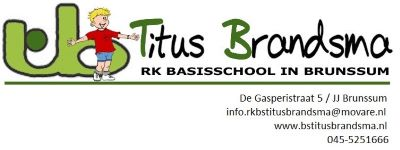 tb Titus Brandsma
RK BASISSCHOOL IN BRUNSSUM
De Gasperistraat 5 / JJ Brunssum
info.rkbstitusbrandsma@movare.nl
www.bstitusbrandsma.nl
045-5251666